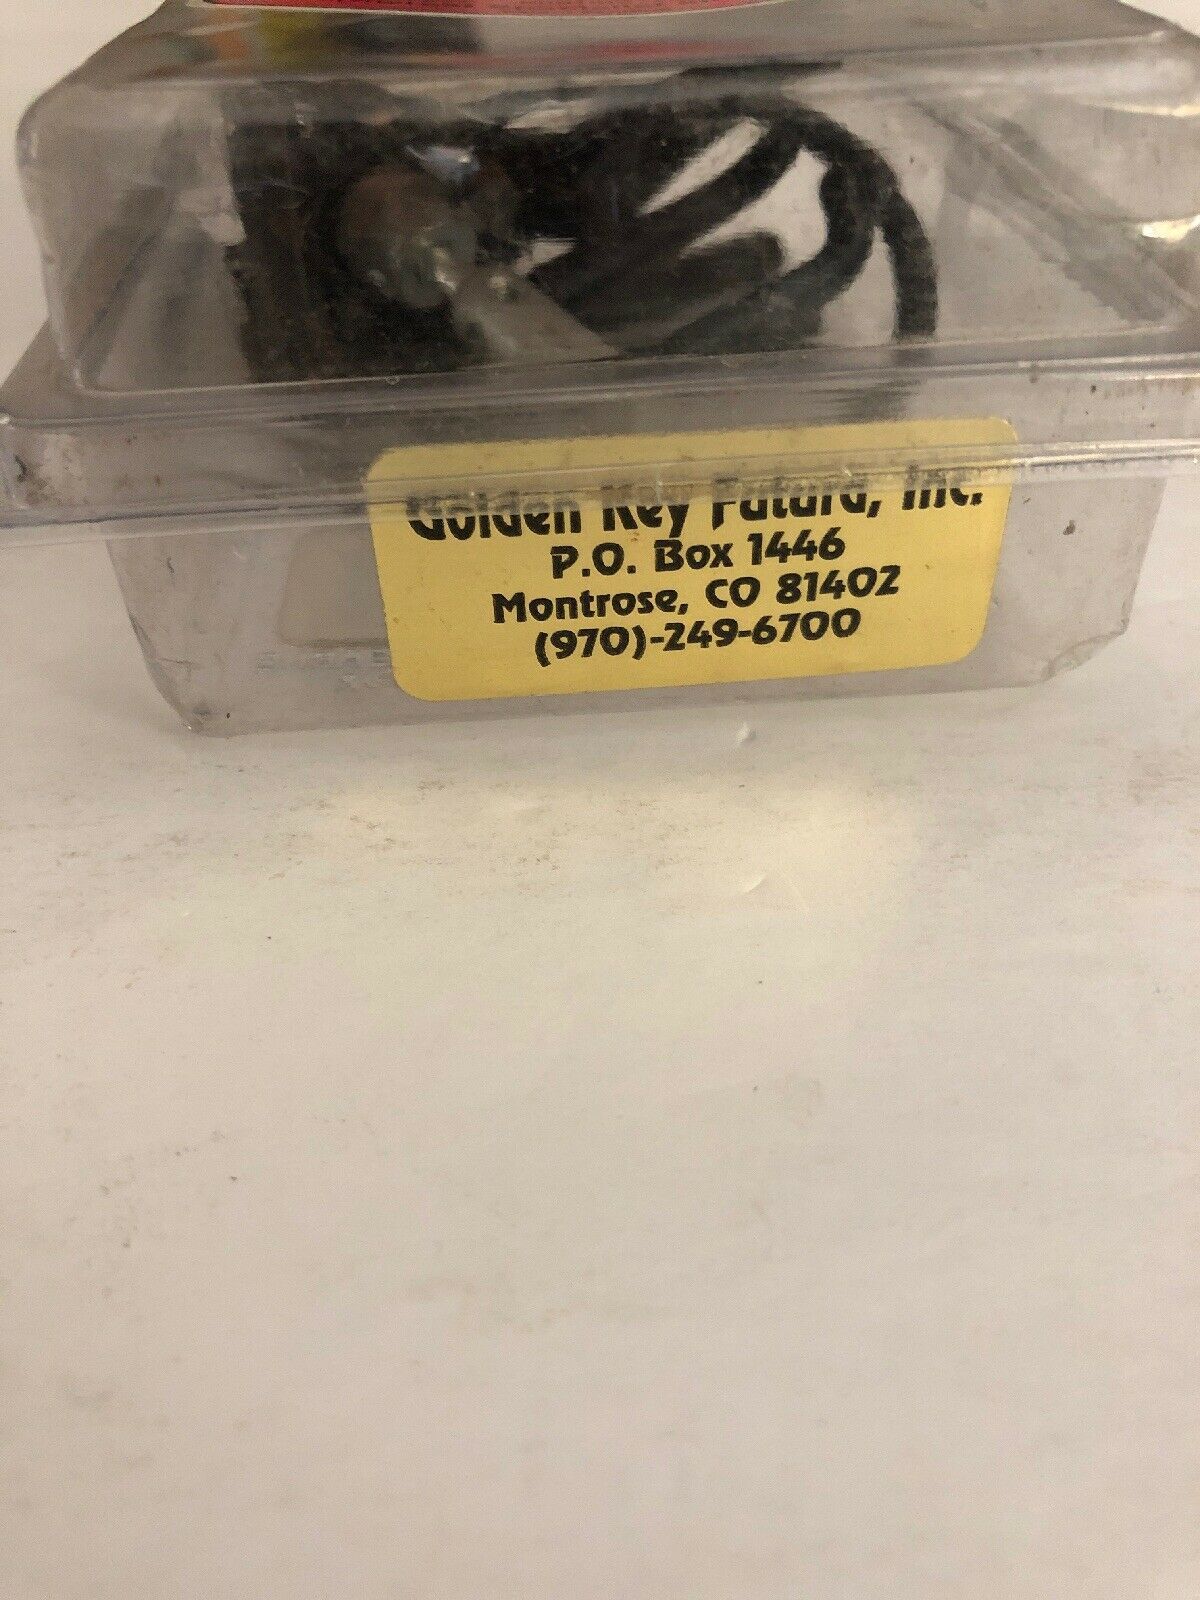 Golden Key Futura, Inc.
P.O. Box 1446
Montrose, CO 81402
(970)-249-6700